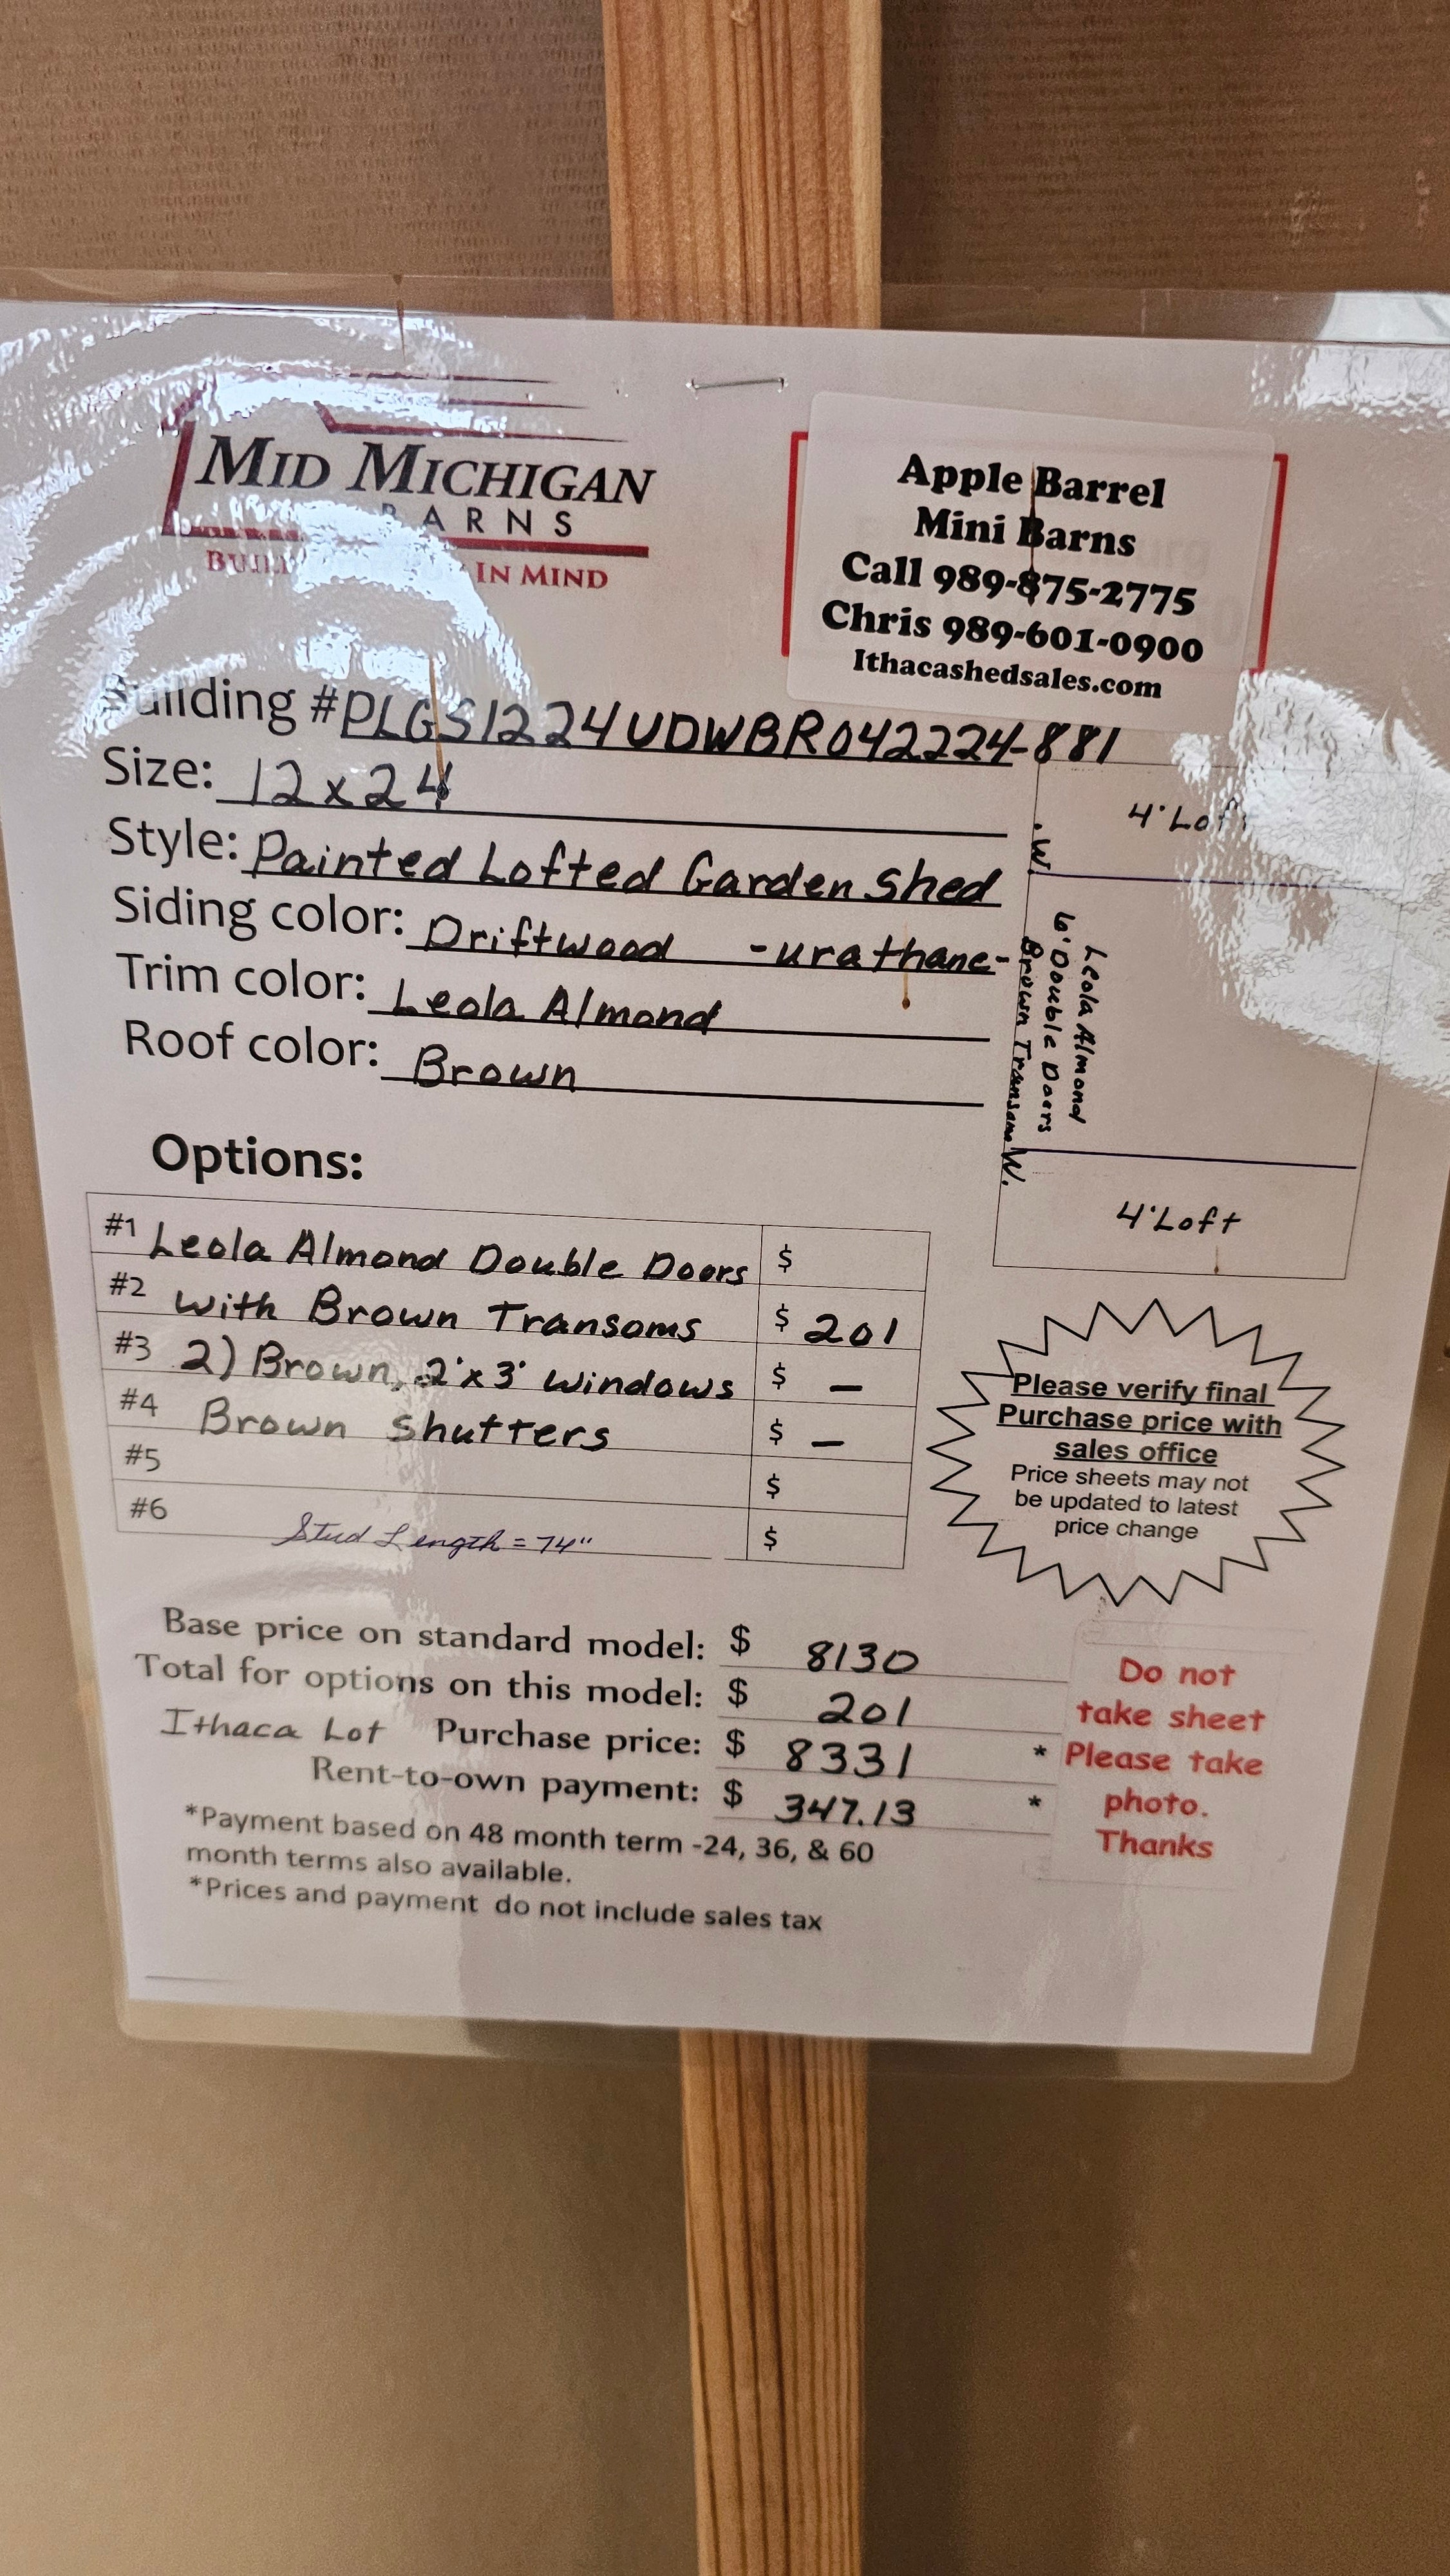 MID MICHIGAN
BARNS
IN MIND
Apple Barrel
Mini Barns
Call 989-875-2775
Chris 989-601-0900
Ithacashedsales.com
Building #PLGS1224UDWBR042224-881
Size: 12x24
Style: Painted Lofted Garden Shed
Siding color: Driftwood -urathane-
Trim color: Leola Almond
Roof color: Brown
4' Loft
W.
Leola Almond
6' Double Doors
Brown Transom
W.
4' Loft
Options:
#1 Leola Almond Double Doors $
#2 with Brown Transoms $ 201
#3 2) Brown, 2'x3' windows $ —
#4 Brown Shutters $ —
#5 $
#6 Stud Length = 74" $
Please verify final
Purchase price with
sales office
Price sheets may not
be updated to latest
price change
Base price on standard model: $ 8130
Total for options on this model: $ 201
Ithaca Lot Purchase price: $ 8331 *
Rent-to-own payment: $ 347.13 *
*Payment based on 48 month term -24, 36, & 60
month terms also available.
*Prices and payment do not include sales tax
Do not
take sheet
Please take
photo.
Thanks